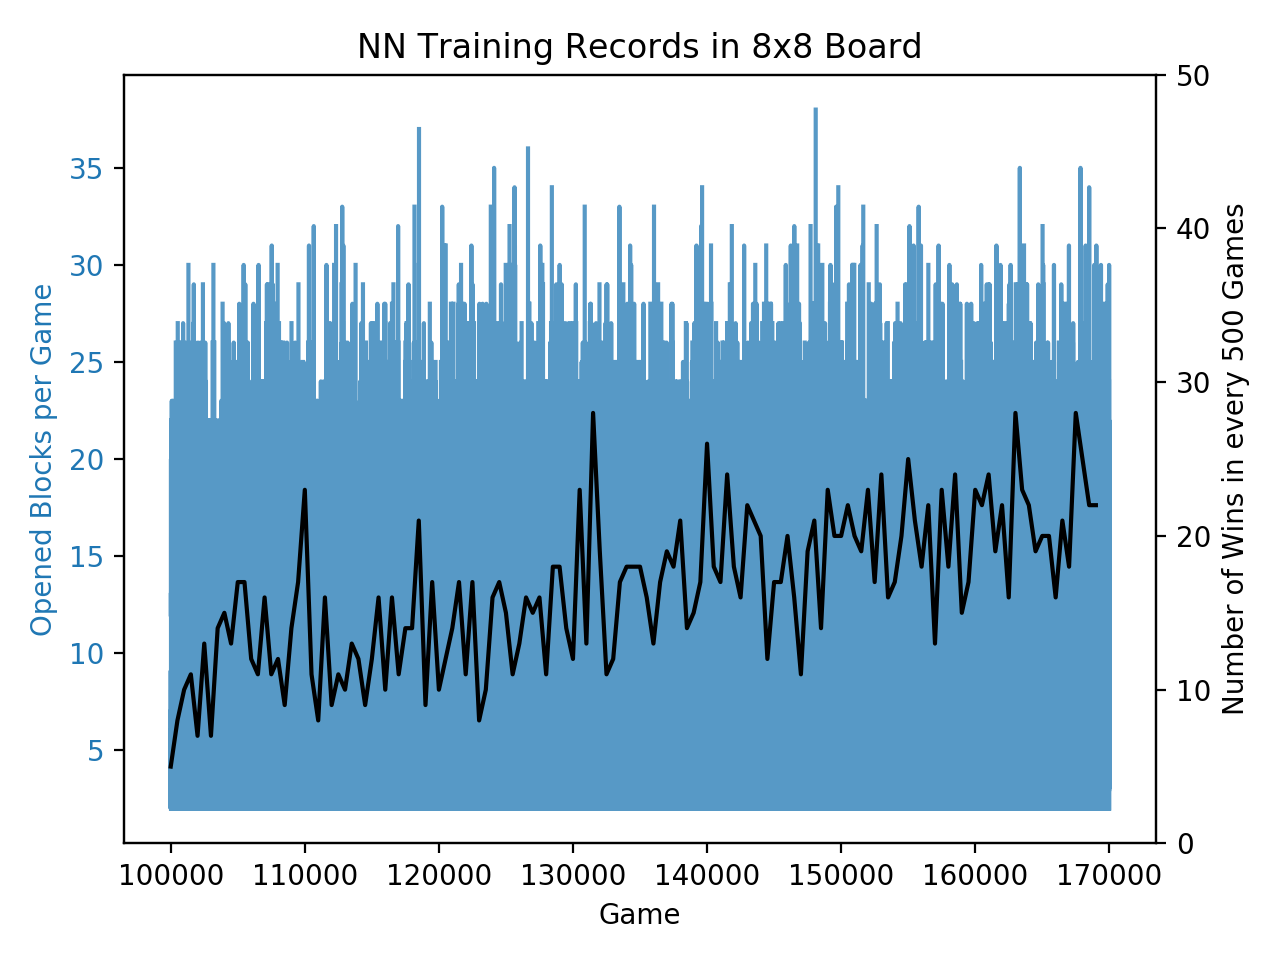 NN Training Records in 8x8 Board
50
40
30
20
10
0
35
30
25
20
15
10
5
Opened Blocks per Game
Number of Wins in every 500 Games
100000 110000 120000 130000 140000 150000 160000 170000
Game